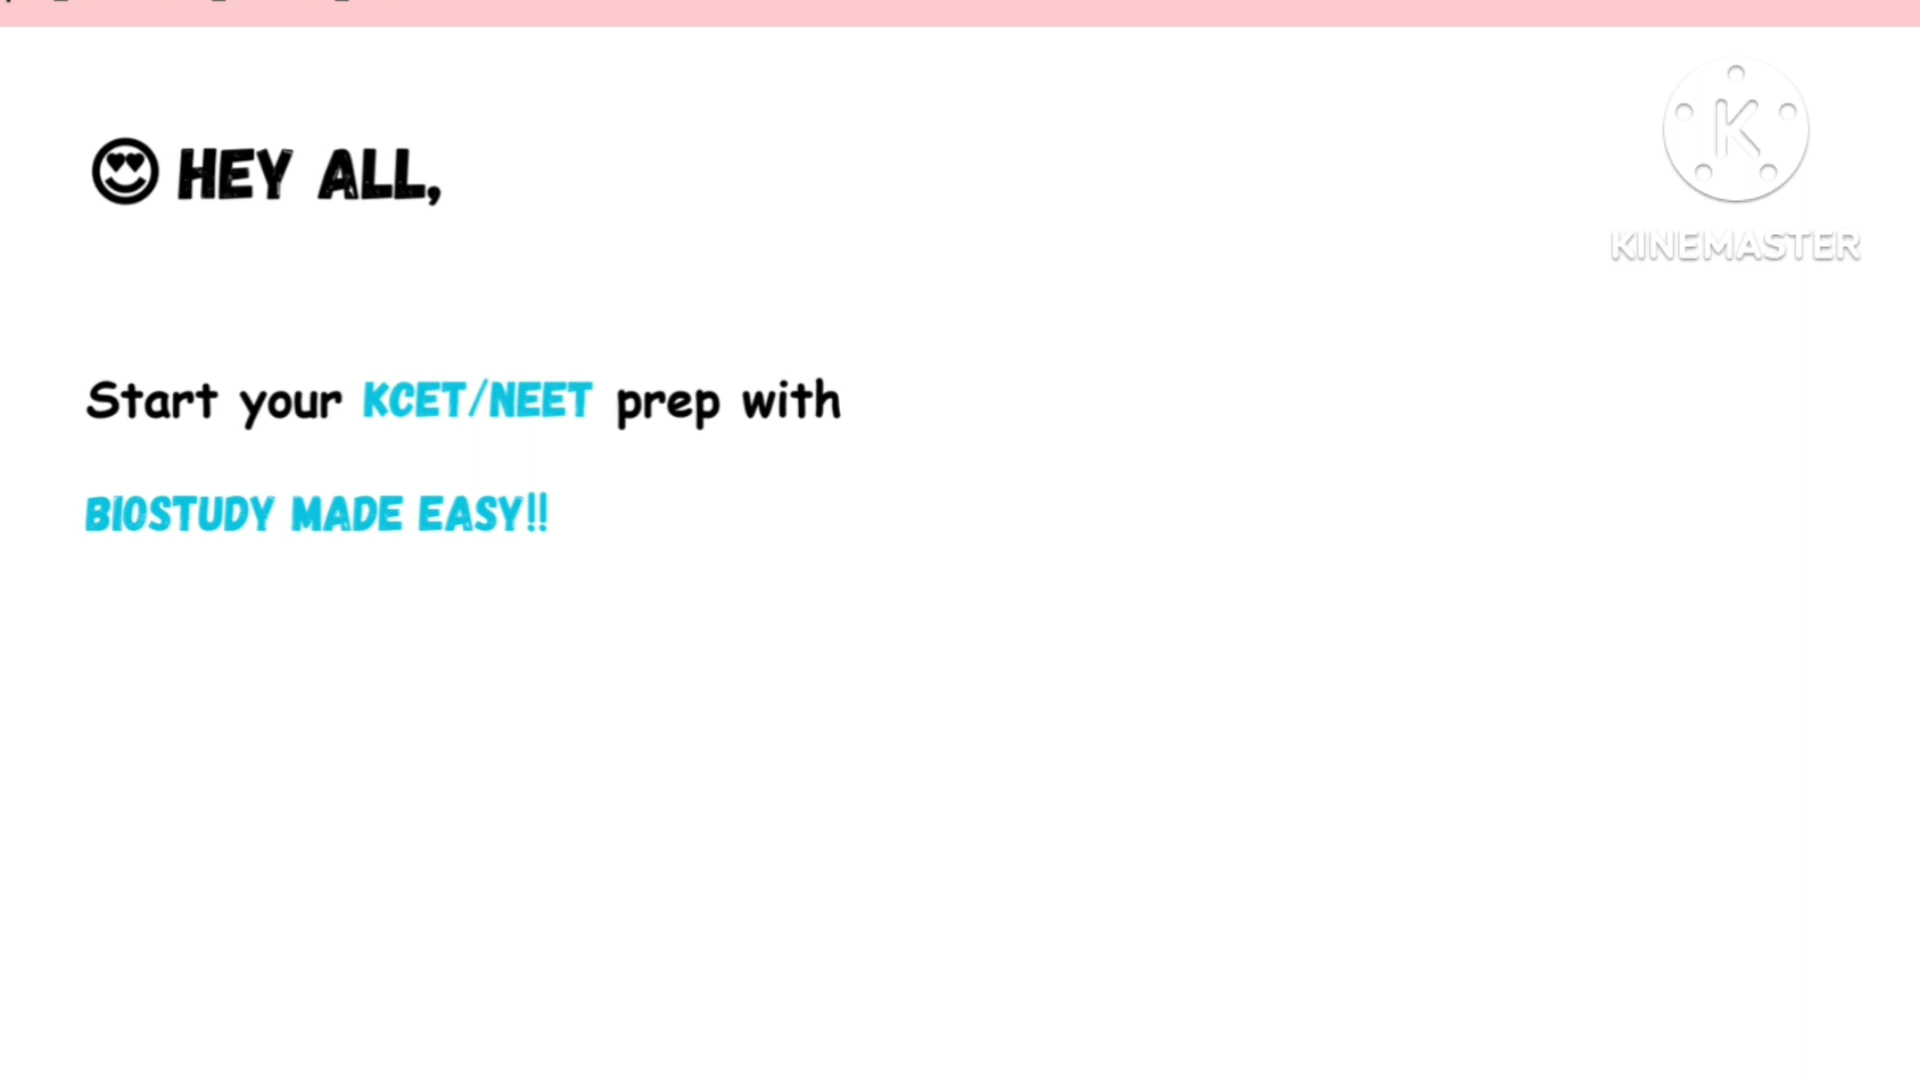 😍 HEY ALL,
K
KINEMASTER
Start your KCET/NEET prep with
BIOSTUDY MADE EASY!!